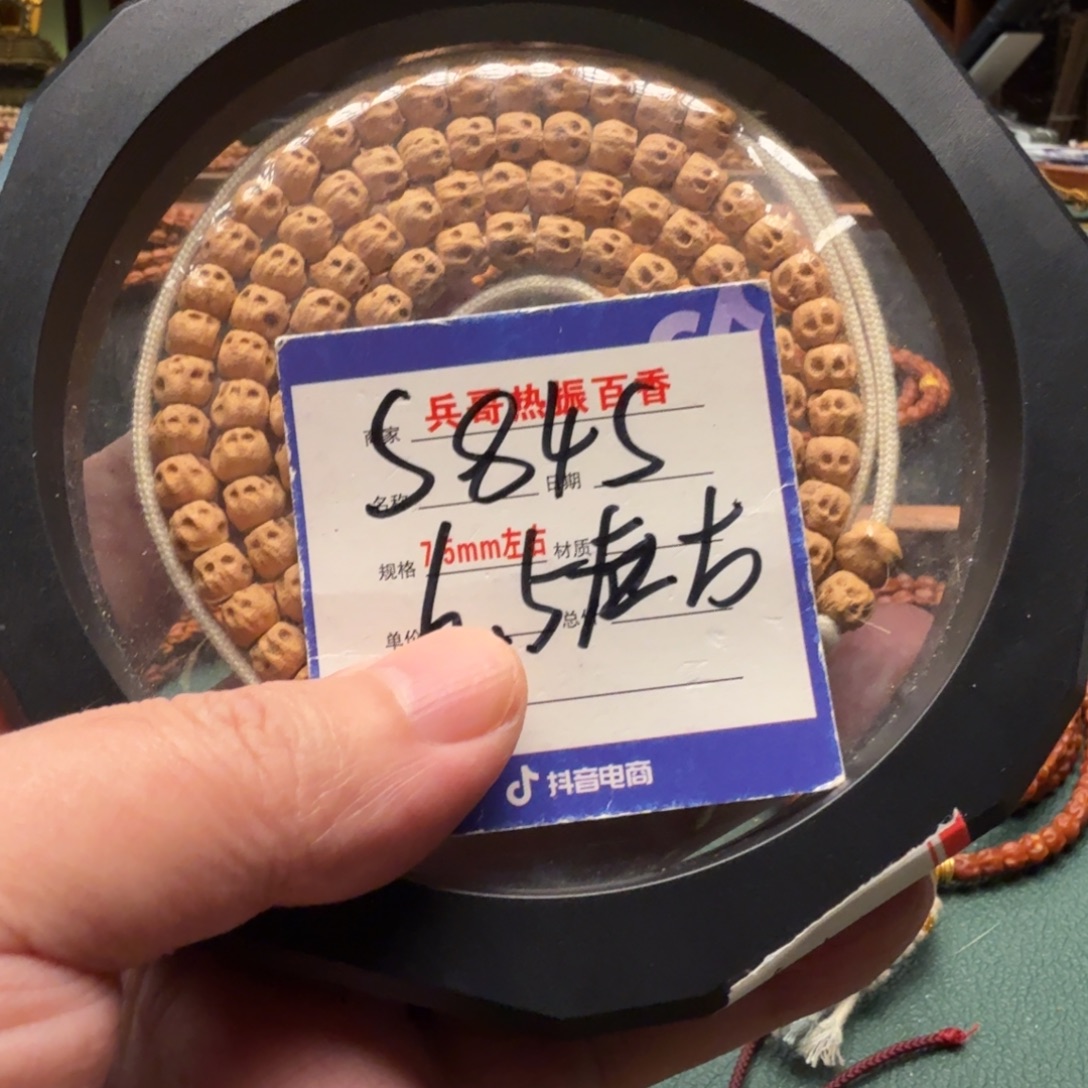 兵哥热振百香
商家
S845
名称 日期
规格 7.5mm左右 材质
6.5左右
单价 总价
抖音电商